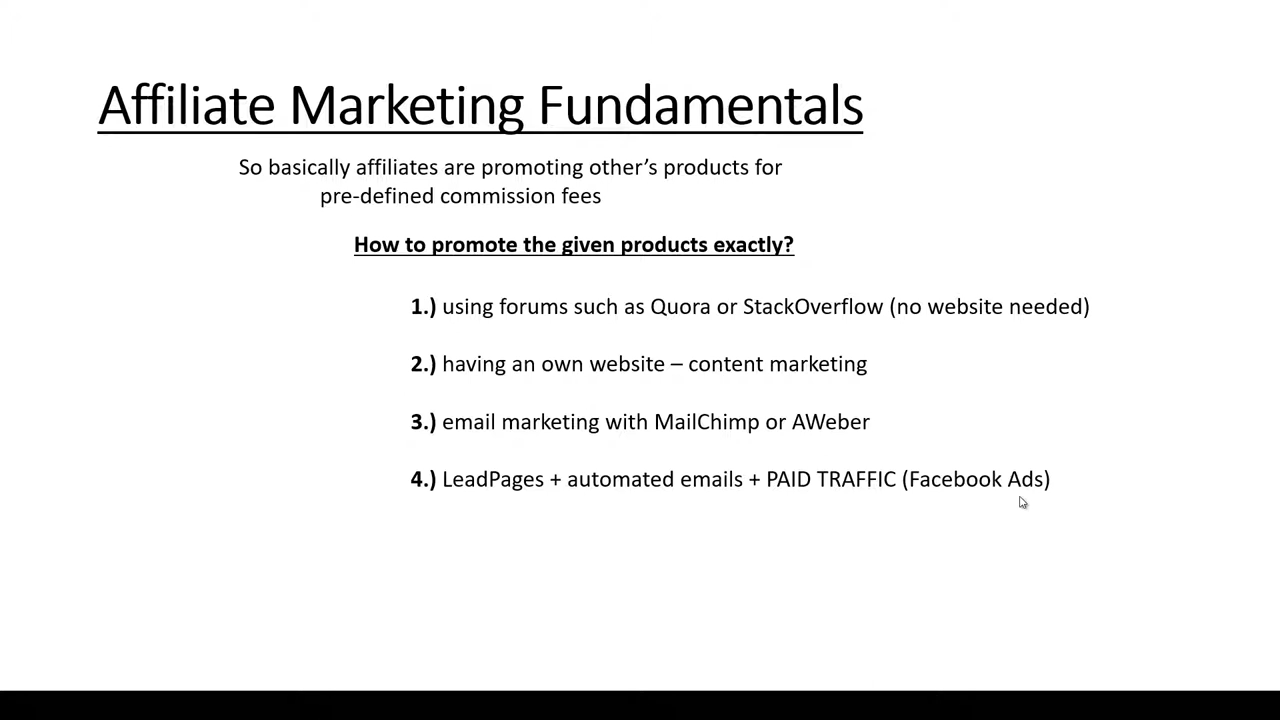 Affiliate Marketing Fundamentals
So basically affiliates are promoting other’s products for
pre-defined commission fees
How to promote the given products exactly?
1.) using forums such as Quora or StackOverflow (no website needed)
2.) having an own website – content marketing
3.) email marketing with MailChimp or AWeber
4.) LeadPages + automated emails + PAID TRAFFIC (Facebook Ads)